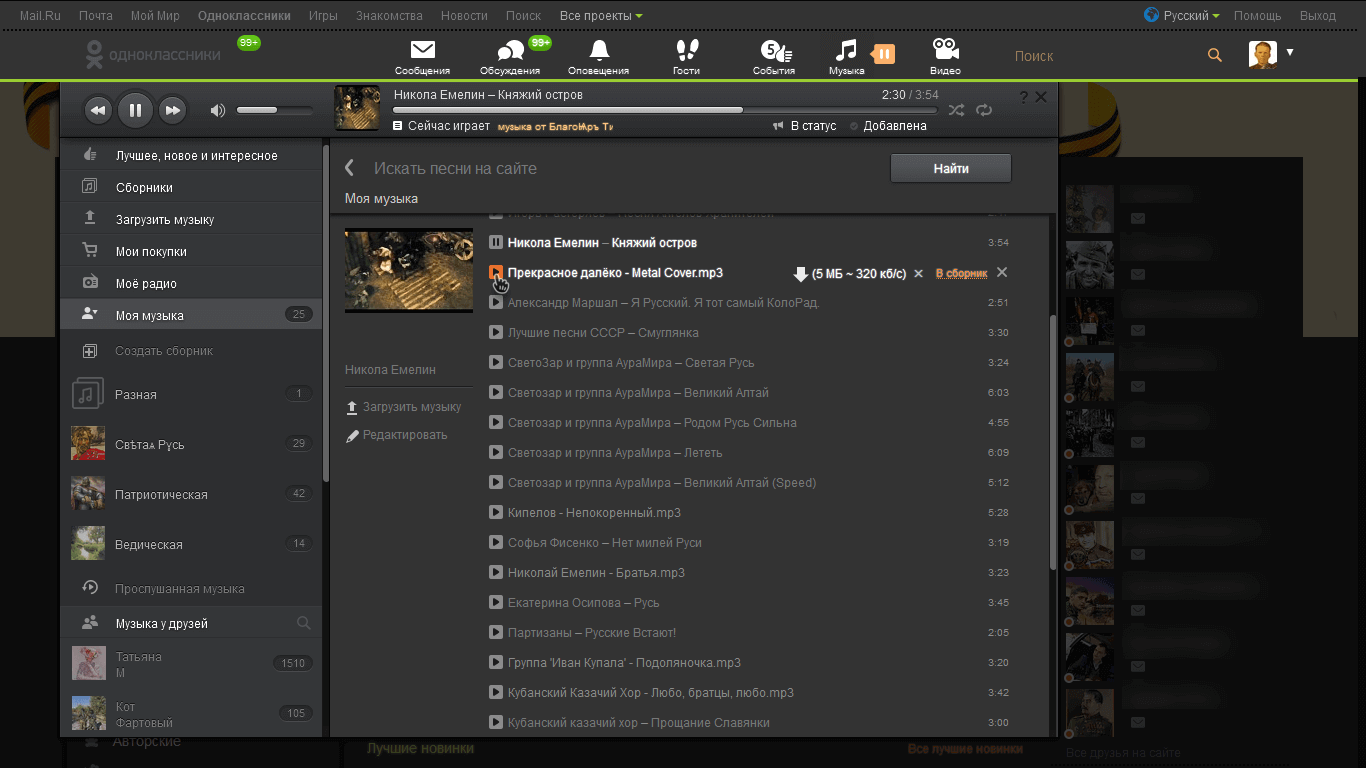 Mail.Ru Почта Мой Мир Одноклассники Игры Знакомства Новости Поиск Все проекты Русский Помощь Выход
одноклассники 99+
99+ 5
Сообщения Обсуждения Оповещения Гости События Музыка Видео Поиск
Никола Емелин – Княжий остров 2:30 / 3:54
? 
Сейчас играет музыка от БлагоѨръ Ти В статус Добавлена
Лучшее, новое и интересное
Сборники
Загрузить музыку
Мои покупки
Моё радио
Моя музыка 25
Создать сборник
Разная 1
Свѣтаѧ Рүсь 29
Патриотическая 42
Ведическая 14
Прослушанная музыка
Музыка у друзей
Татьяна
М 1510
Кот
Фартовый 105
Авторские
Искать песни на сайте Найти
Моя музыка
Никола Емелин
Загрузить музыку
Редактировать
Никола Емелин – Княжий остров 3:54
Прекрасное далёко - Metal Cover.mp3 (5 МБ ~ 320 кб/с) В сборник
Александр Маршал – Я Русский. Я тот самый КолоРад. 2:51
Лучшие песни СССР – Смуглянка 3:30
СветоЗар и группа АураМира – Светая Русь 3:24
Светозар и группа АураМира – Великий Алтай 6:03
Светозар и группа АураМира – Родом Русь Сильна 4:55
Светозар и группа АураМира – Лететь 6:09
Светозар и группа АураМира – Великий Алтай (Speed) 5:12
Кипелов - Непокоренный.mp3 5:28
Софья Фисенко – Нет милей Руси 3:19
Николай Емелин - Братья.mp3 3:23
Екатерина Осипова – Русь 3:45
Партизаны – Русские Встают! 2:05
Группа 'Иван Купала' - Подоляночка.mp3 3:20
Кубанский Казачий Хор - Любо, братцы, любо.mp3 3:42
Кубанский казачий хор – Прощание Славянки 3:00
Лучшие новинки Все лучшие новинки
Все друзья на сайте